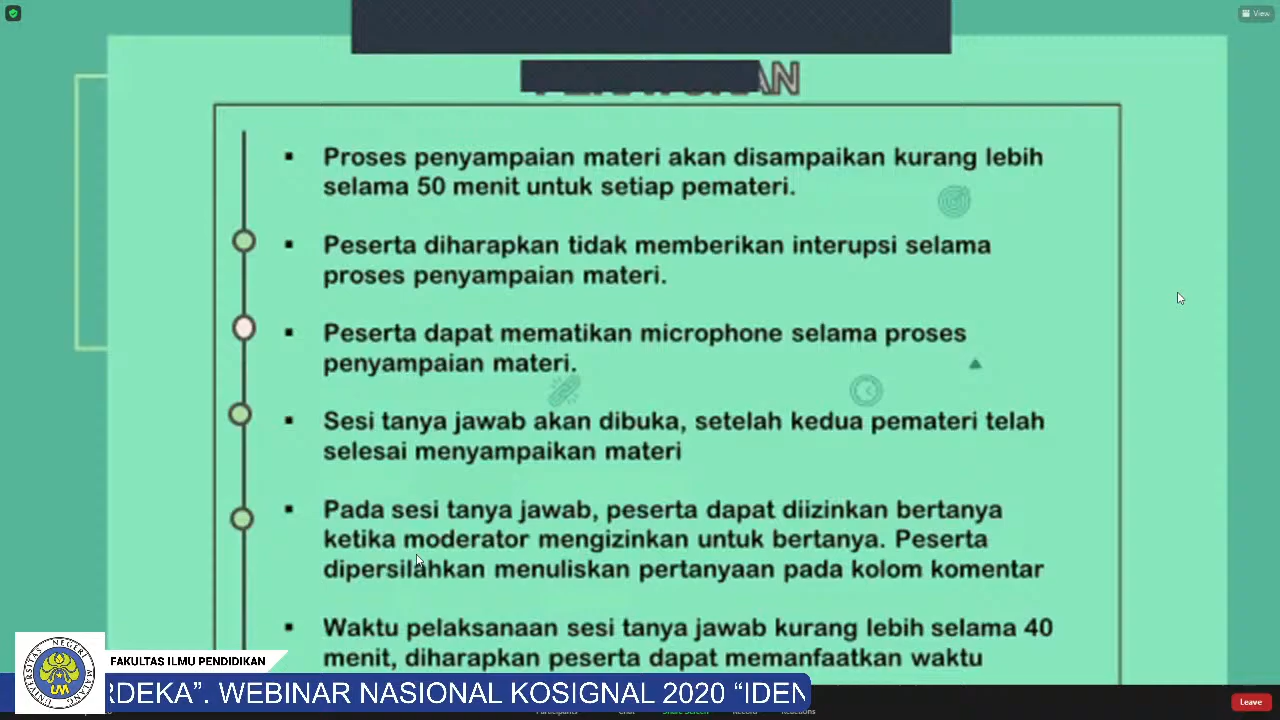 View
Proses penyampaian materi akan disampaikan kurang lebih
selama 50 menit untuk setiap pemateri.
Peserta diharapkan tidak memberikan interupsi selama
proses penyampaian materi.
Peserta dapat mematikan microphone selama proses
penyampaian materi.
Sesi tanya jawab akan dibuka, setelah kedua pemateri telah
selesai menyampaikan materi
Pada sesi tanya jawab, peserta dapat diizinkan bertanya
ketika moderator mengizinkan untuk bertanya. Peserta
dipersilahkan menuliskan pertanyaan pada kolom komentar
Waktu pelaksanaan sesi tanya jawab kurang lebih selama 40
menit, diharapkan peserta dapat memanfaatkan waktu
UM
FAKULTAS ILMU PENDIDIKAN
RDEKA”. WEBINAR NASIONAL KOSIGNAL 2020 “IDEN
Leave